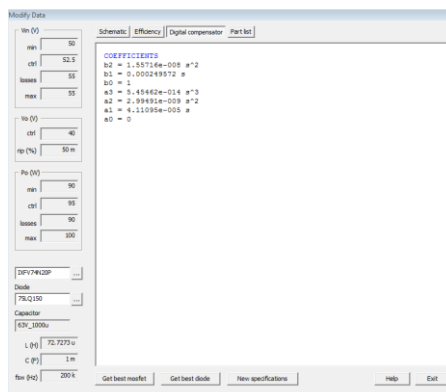 Modify Data
Vin (V)
min 50
ctrl 52.5
losses 55
max 55
Vo (V)
ctrl 40
rip (%) 50 m
Po (W)
min 90
ctrl 95
losses 90
max 100
IXFV74N20P ...
Diode
75LQ150 ...
Capacitor
63V_1000u
L (H) 72.7273 u
C (F) 1 m
fsw (Hz) 200 k
Schematic Efficiency Digital compensator Part list
COEFFICIENTS
b2 = 1.55716e-008 s^2
b1 = 0.000249572 s
b0 = 1
a3 = 5.45462e-014 s^3
a2 = 2.99491e-009 s^2
a1 = 4.11095e-005 s
a0 = 0
Get best mosfet Get best diode New specifications Help Exit